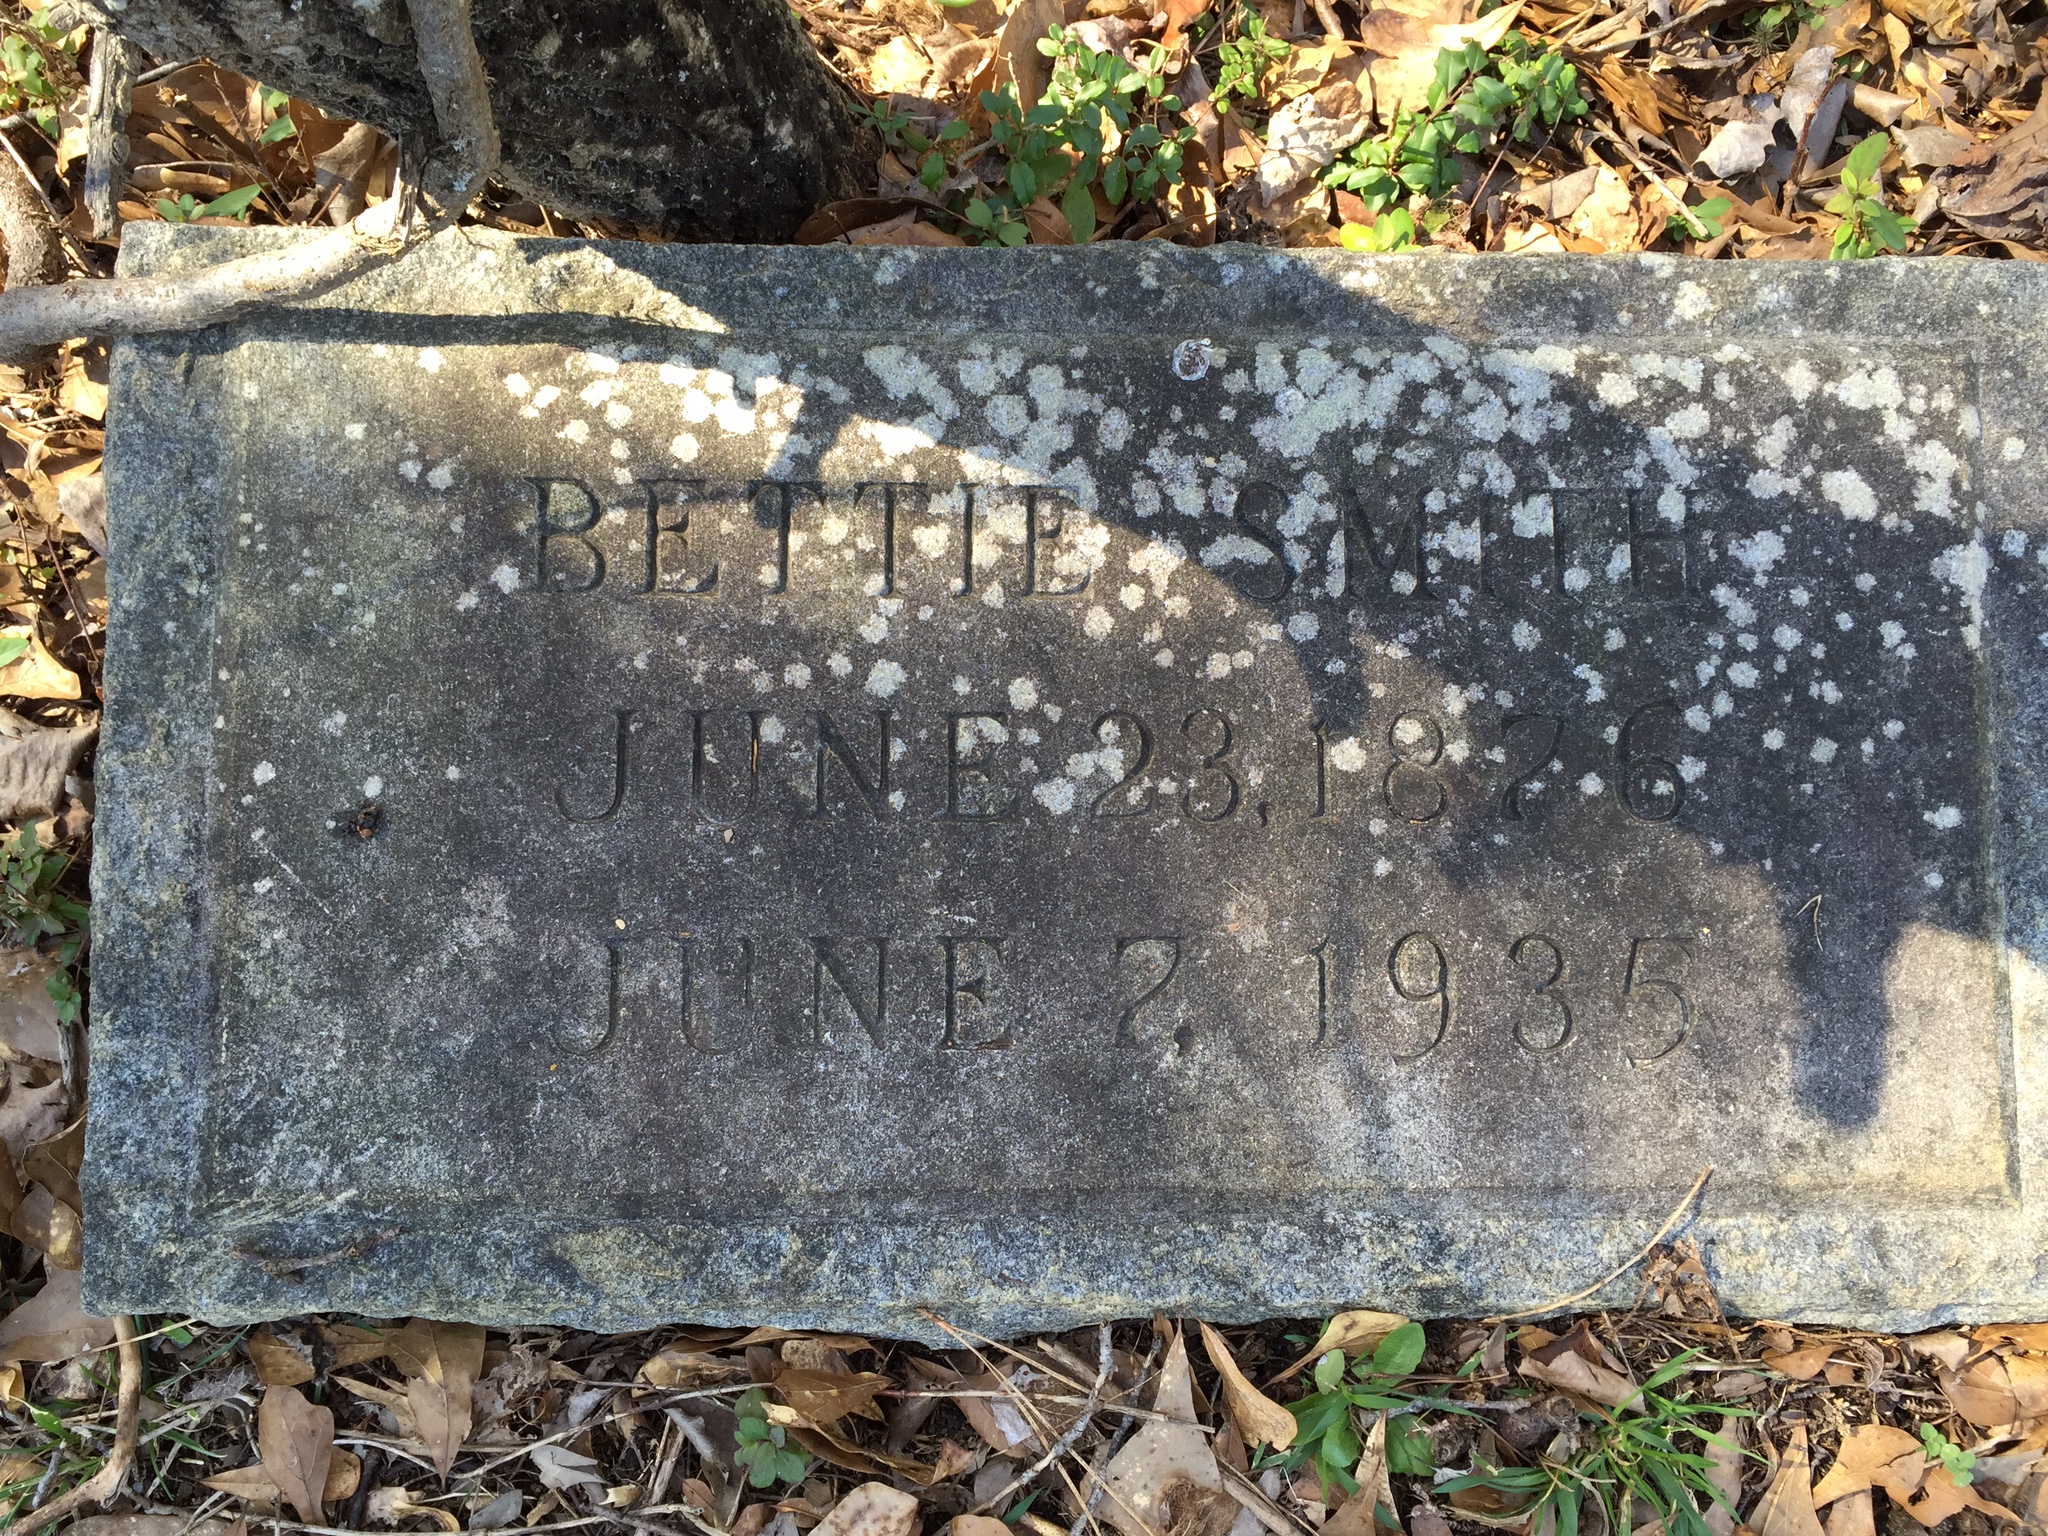 BETTIE SMITH
JUNE 23, 1876
JUNE 7, 1935